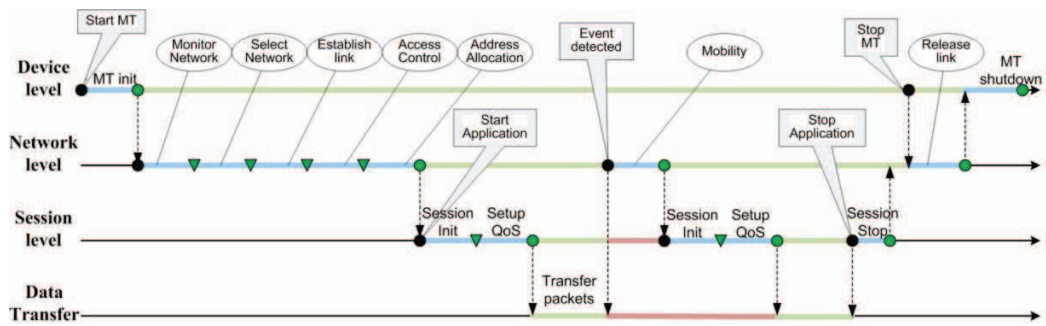 Start MT
Monitor
Network
Select
Network
Establish
link
Access
Control
Address
Allocation
Event
detected
Mobility
Stop
MT
Release
link
MT
shutdown
Device
level
MT init
Start
Application
Stop
Application
Network
level
Session
level
Session
Init
Setup
QoS
Session
Init
Setup
QoS
Session
Stop
Data
Transfer
Transfer
packets